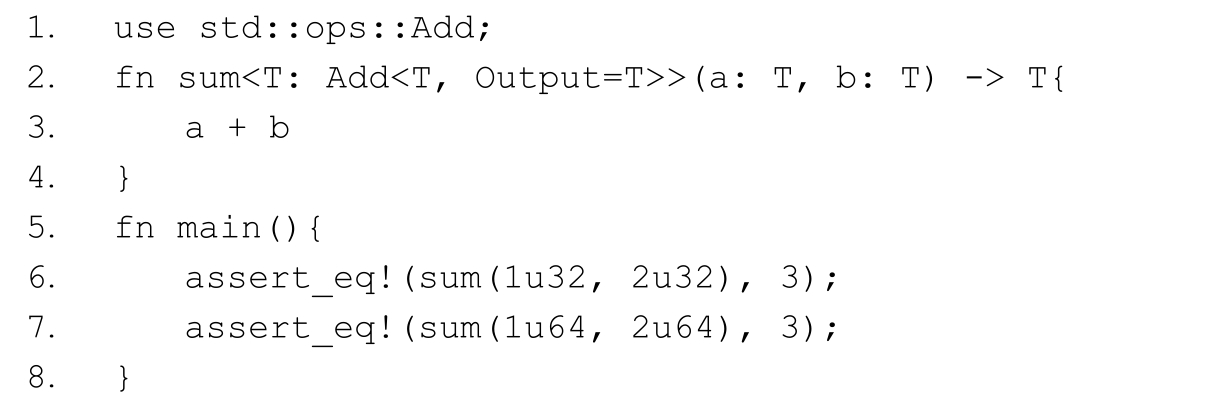 1. use std::ops::Add;
2. fn sum<T: Add<T, Output=T>>(a: T, b: T) -> T{
3.     a + b
4. }
5. fn main(){
6.     assert_eq!(sum(1u32, 2u32), 3);
7.     assert_eq!(sum(1u64, 2u64), 3);
8. }